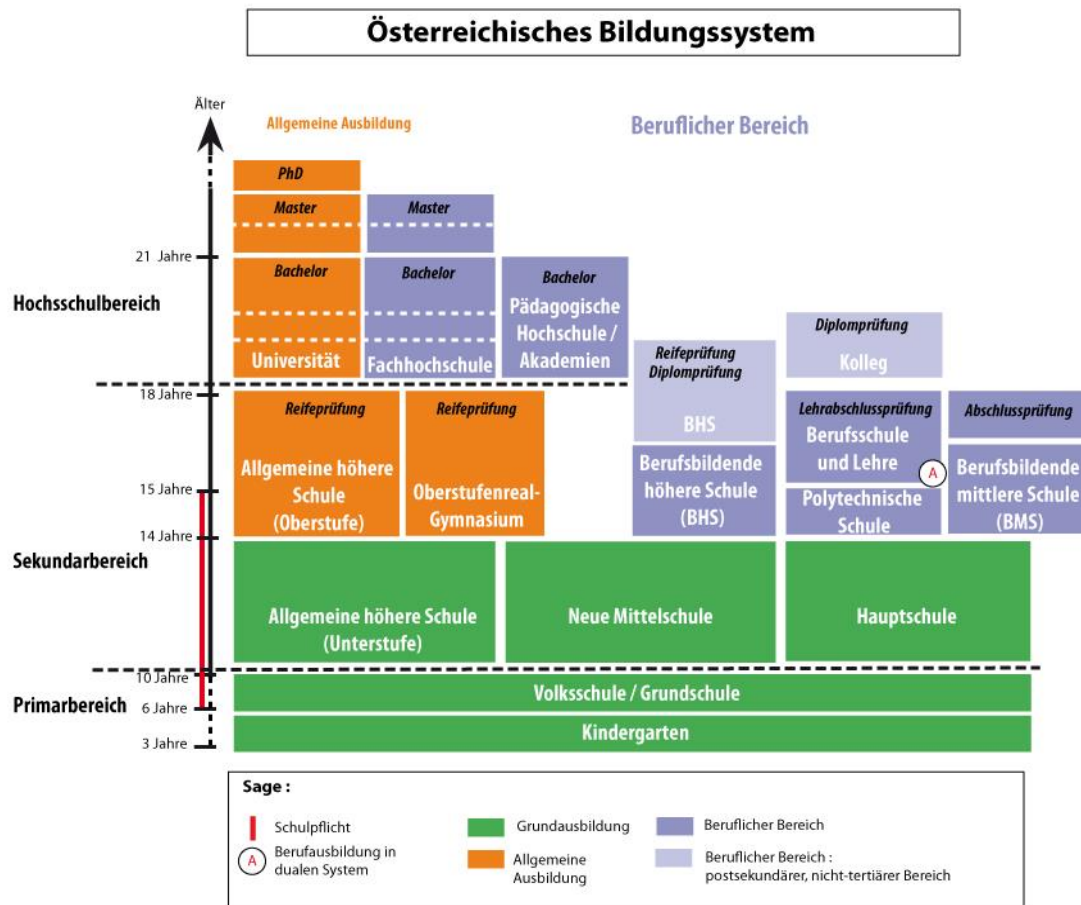 Österreichisches Bildungssystem
Älter
Allgemeine Ausbildung
Beruflicher Bereich
PhD
Master
Master
21 Jahre
Bachelor
Bachelor
Bachelor
Hochsschulbereich
Pädagogische
Hochschule /
Akademien
Universität
Fachhochschule
Reifeprüfung
Diplomprüfung
BHS
Diplomprüfung
Kolleg
18 Jahre
Reifeprüfung
Reifeprüfung
Lehrabschlussprüfung
Abschlussprüfung
Allgemeine höhere
Schule
(Oberstufe)
Oberstufenreal-
Gymnasium
Berufsbildende
höhere Schule
(BHS)
Berufsschule
und Lehre
A
Polytechnische
Schule
Berufsbildende
mittlere Schule
(BMS)
15 Jahre
14 Jahre
Sekundarbereich
Allgemeine höhere Schule
(Unterstufe)
Neue Mittelschule
Hauptschule
10 Jahre
Primarbereich
6 Jahre
Volksschule / Grundschule
3 Jahre
Kindergarten
Sage :
Schulpflicht
A
Berufausbildung in
dualen System
Grundausbildung
Allgemeine
Ausbildung
Beruflicher Bereich
Beruflicher Bereich :
postsekundärer, nicht-tertiärer Bereich